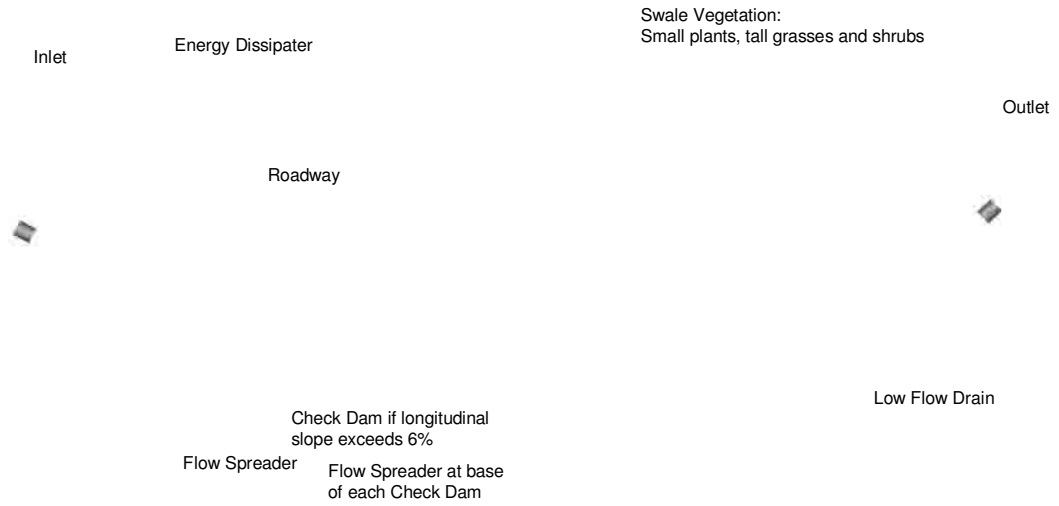 Swale Vegetation:
Small plants, tall grasses and shrubs
Energy Dissipater
Inlet
Outlet
Roadway
Low Flow Drain
Check Dam if longitudinal
slope exceeds 6%
Flow Spreader
Flow Spreader at base
of each Check Dam